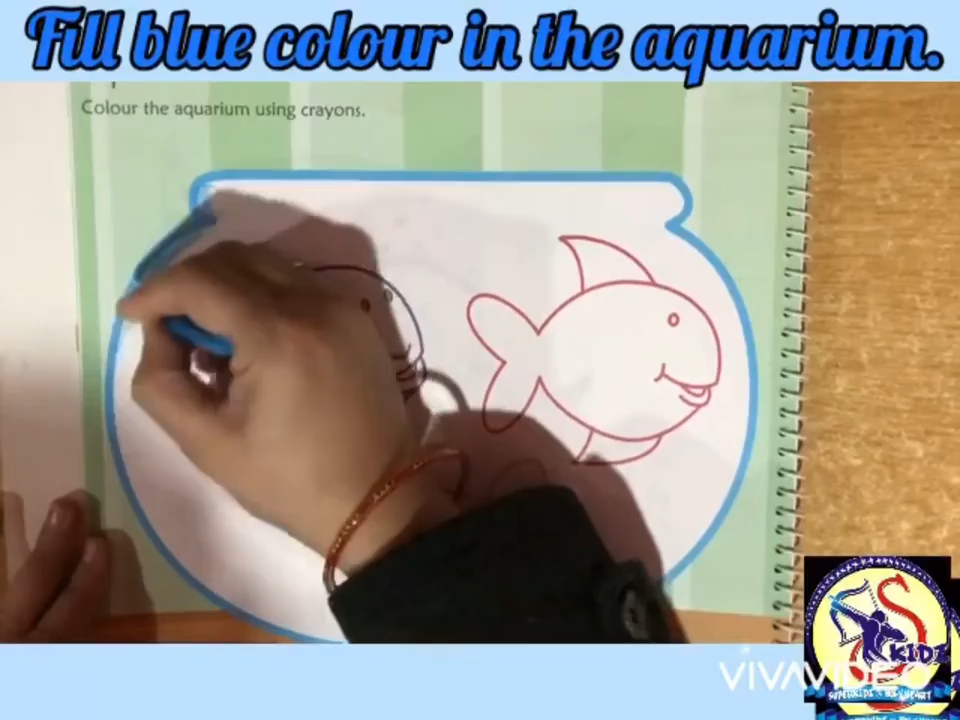 Fill blue colour in the aquarium.
Colour the aquarium using crayons.
KIDZ
VIVAVIDEO